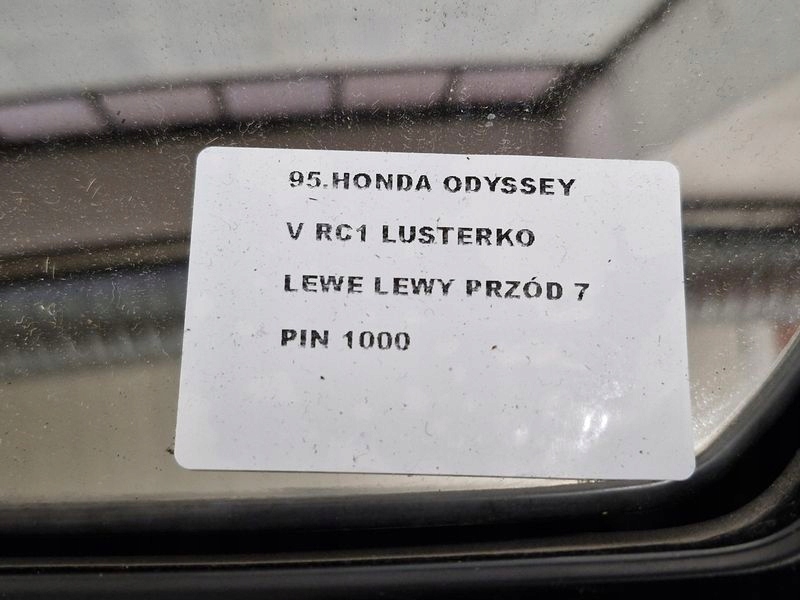 95.HONDA ODYSSEY
V RC1 LUSTERKO
LEWE LEWY PRZÓD 7
PIN 1000